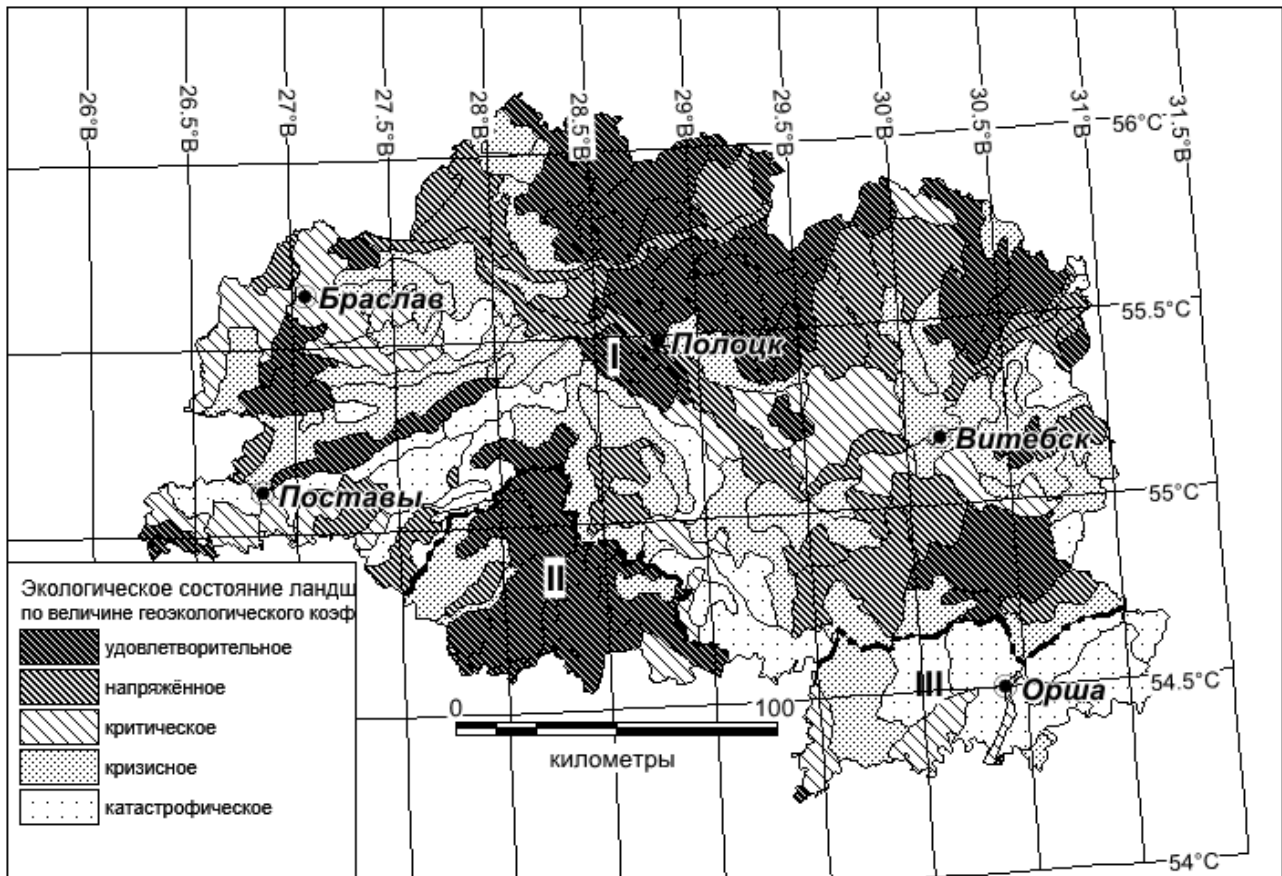 26°В
26.5°В
27°В
27.5°В
28°В
28.5°В
29°В
29.5°В
30°В
30.5°В
31°В
31.5°В
56°С
55.5°С
55°С
54.5°С
54°С
Браслав
I
Полоцк
Витебск
Поставы
II
III
Орша
0 100
километры
Экологическое состояние ландш
по величине геоэкологического коэф
удовлетворительное
напряжённое
критическое
кризисное
катастрофическое